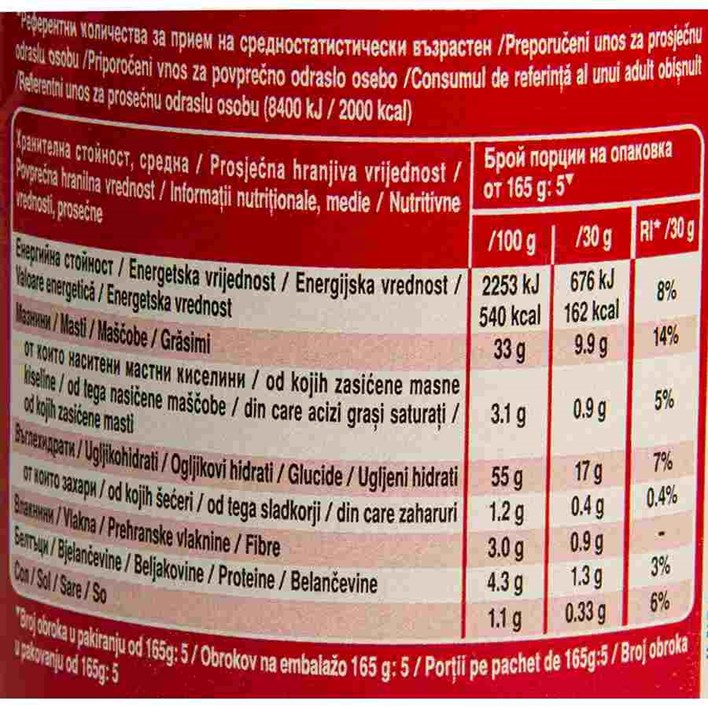 *Референтни количества за прием на средностатистически възрастен /Preporučeni unos za prosječnu
odraslu osobu /Priporočeni vnos za povprečno odraslo osebo /Consumul de referință al unui adult obișnuit
/Referentni unos za prosečnu odraslu osobu (8400 kJ / 2000 kcal)
Хранителна стойност, средна / Prosječna hranjiva vrijednost /
Povprečna hranilna vrednost / Informații nutriționale, medie / Nutritivne
vrednosti, prosečne
Брой порции на опаковка
от 165 g: 5▼
/100 g /30 g RI* /30 g
Енергийна стойност / Energetska vrijednost / Energijska vrednost /
Valoare energetică / Energetska vrednost
2253 kJ 676 kJ
540 kcal 162 kcal
8%
Мазнини / Masti / Maščobe / Grăsimi 33 g 9.9 g 14%
от които наситени мастни киселини / od kojih zasićene masne
kiseline / od tega nasičene maščobe / din care acizi grași saturați /
od kojih zasićene masti
3.1 g 0.9 g 5%
Въглехидрати / Ugljikohidrati / Ogljikovi hidrati / Glucide / Ugljeni hidrati 55 g 17 g 7%
от които захари / od kojih šećeri / od tega sladkorji / din care zaharuri 1.2 g 0.4 g 0.4%
Влакнини / Vlakna / Prehranske vlaknine / Fibre 3.0 g 0.9 g -
Белтъци / Bjelančevine / Beljakovine / Proteine / Belančevine 4.3 g 1.3 g 3%
Сол / Sol / Sare / So 1.1 g 0.33 g 6%
▼Broj obroka u pakiranju od 165g: 5 / Obrokov na embalažo 165 g: 5 / Porții pe pachet de 165g:5 / Broj obroka
u pakovanju od 165g: 5